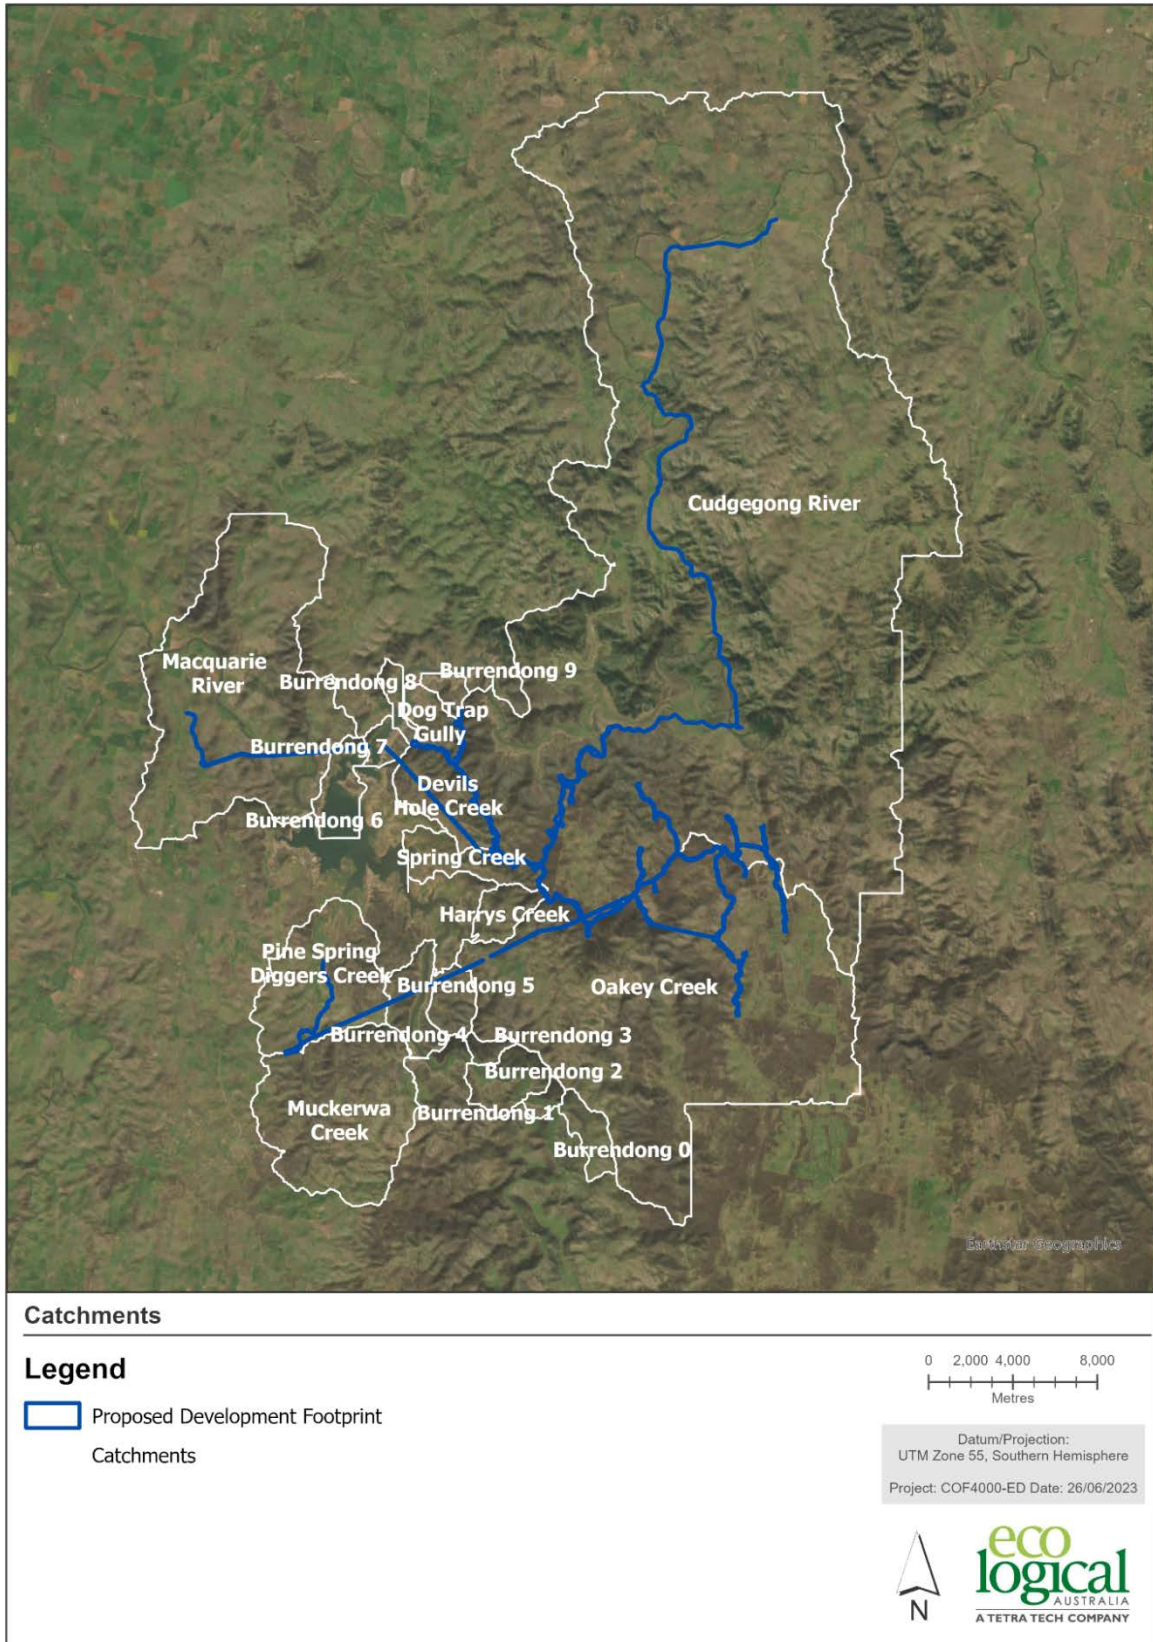 Cudgegong River
Macquarie
River
Burrendong 8
Burrendong 9
Dog Trap
Gully
Burrendong 7
Devils
Hole Creek
Burrendong 6
Spring Creek
Harrys Creek
Pine Spring
Diggers Creek
Burrendong 5
Oakey Creek
Burrendong 4
Burrendong 3
Burrendong 2
Muckerwa
Creek
Burrendong 1
Burrendong 0
Earthstar Geographics
Catchments
Legend
Proposed Development Footprint
Catchments
0 2,000 4,000 8,000
Metres
Datum/Projection:
UTM Zone 55, Southern Hemisphere
Project: COF4000-ED Date: 26/06/2023
N
eco
logical
AUSTRALIA
A TETRA TECH COMPANY